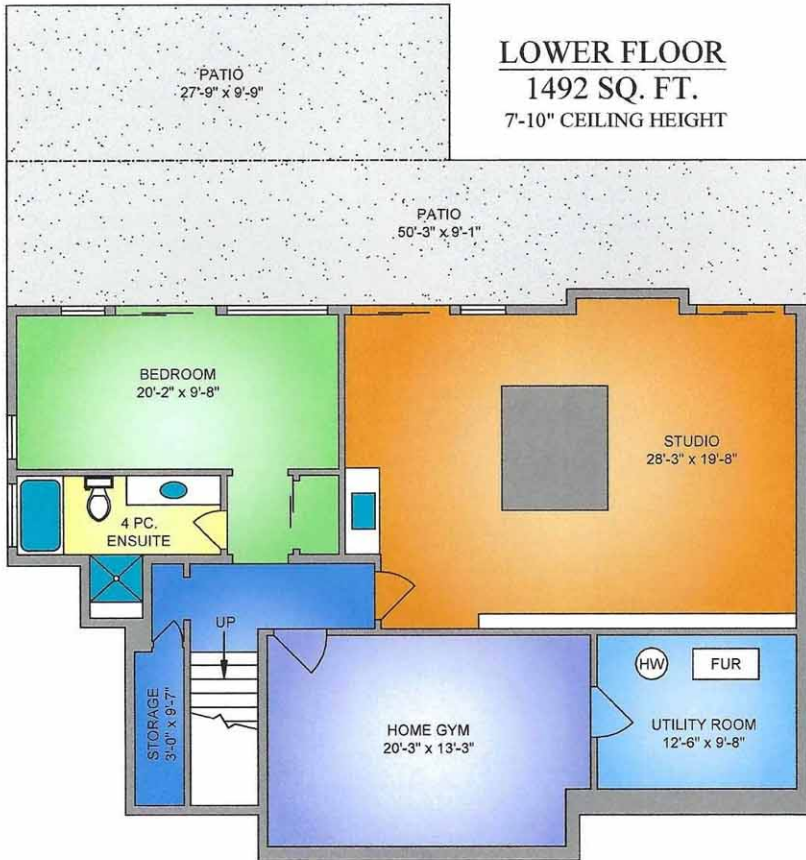 LOWER FLOOR
1492 SQ. FT.
7'-10" CEILING HEIGHT
PATIO
27'-9" x 9'-9"
PATIO
50'-3" x 9'-1"
BEDROOM
20'-2" x 9'-8"
STUDIO
28'-3" x 19'-8"
4 PC.
ENSUITE
UP
STORAGE
3'-0" x 9'-7"
HOME GYM
20'-3" x 13'-3"
HW
FUR
UTILITY ROOM
12'-6" x 9'-8"